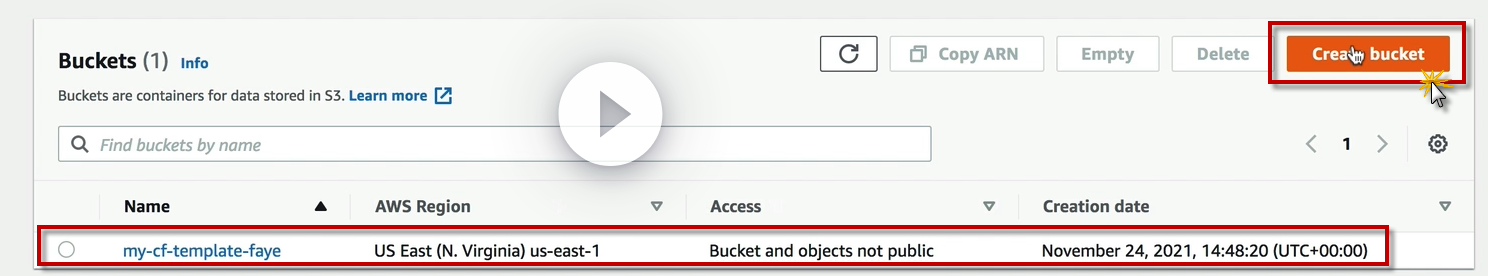 Buckets (1) Info
Copy ARN
Empty
Delete
Create bucket
Buckets are containers for data stored in S3. Learn more
Find buckets by name
1
Name AWS Region Access Creation date
my-cf-template-faye US East (N. Virginia) us-east-1 Bucket and objects not public November 24, 2021, 14:48:20 (UTC+00:00)